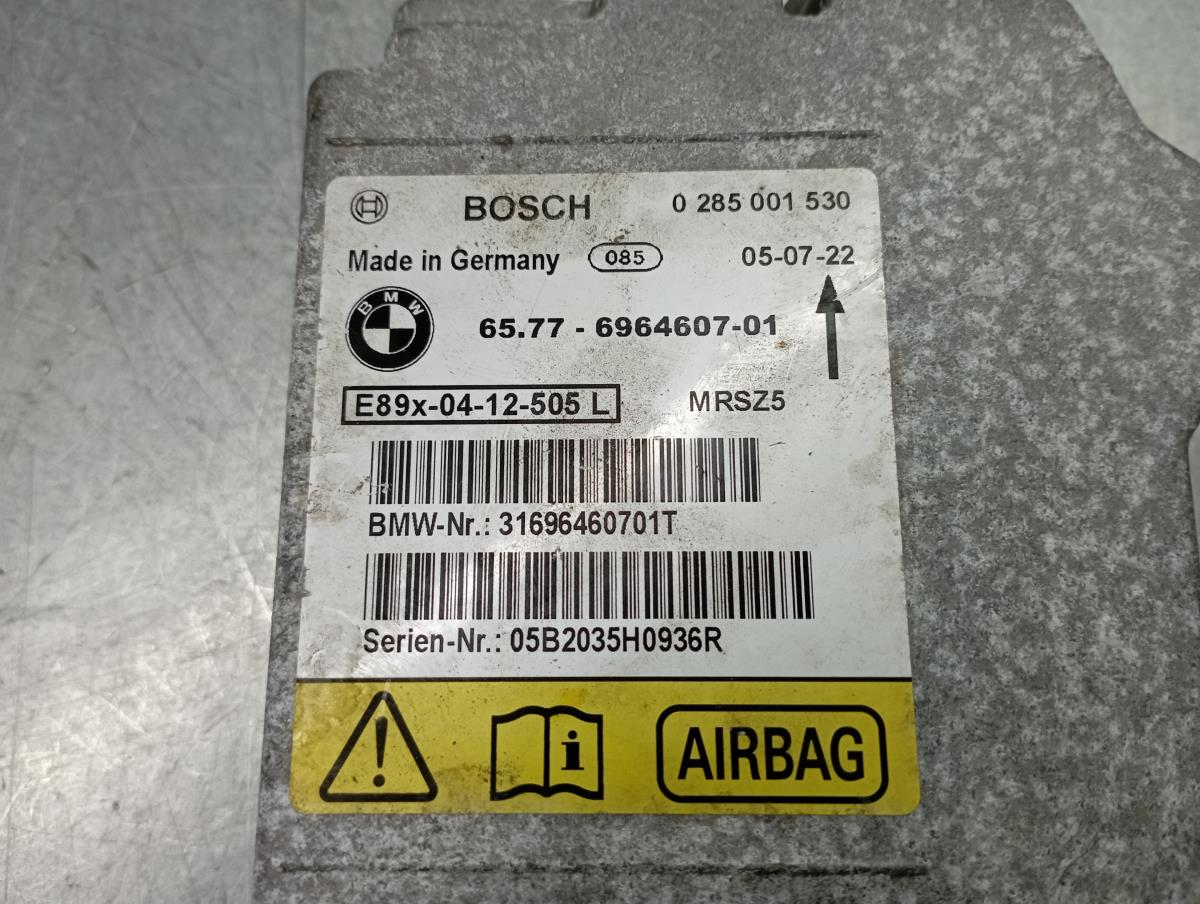 BOSCH 0 285 001 530
Made in Germany 085 05-07-22
BMW
65.77 - 6964607-01
E89x-04-12-505 L MRSZ5
BMW-Nr.: 31696460701T
Serien-Nr.: 05B2035H0936R
! i AIRBAG